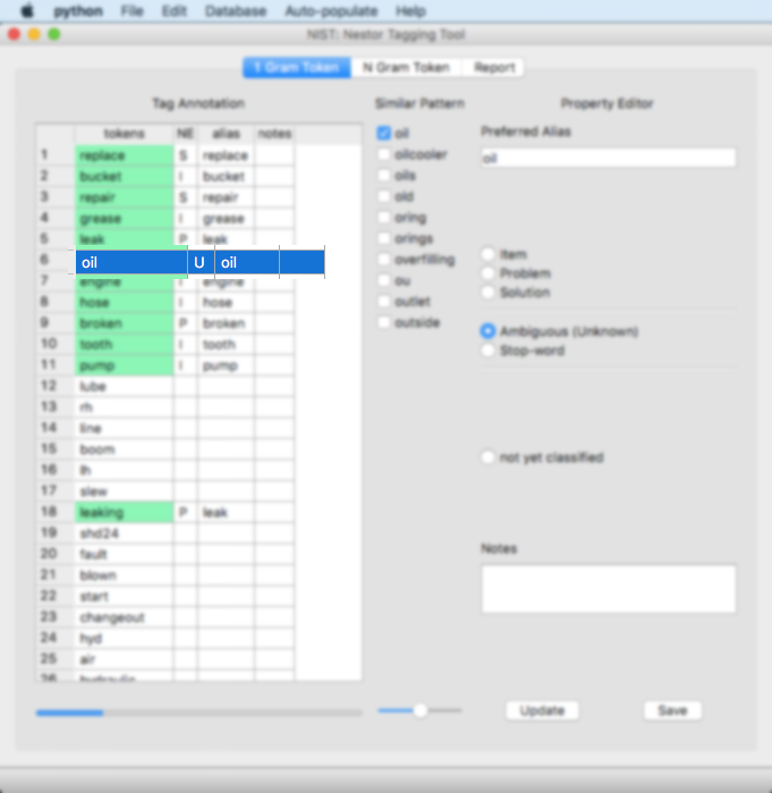 python File Edit Database Auto-populate Help
NIST: Nestor Tagging Tool
1 Gram Token N Gram Token Report
Tag Annotation Similar Pattern Property Editor
tokens NE alias notes
1 replace S replace
2 bucket I bucket
3 repair S repair
4 grease I grease
5 leak P leak
6 oil U oil
7 engine I engine
8 hose I hose
9 broken P broken
10 tooth I tooth
11 pump I pump
12 lube
13 rh
14 line
15 boom
16 lh
17 slew
18 leaking P leak
19 shd24
20 fault
21 blown
22 start
23 changeout
24 hyd
25 air
26 hydraulic
oil
oilcooler
oils
old
oring
orings
overfilling
ou
outlet
outside
Preferred Alias
oil
Item
Problem
Solution
Ambiguous (Unknown)
Stop-word
not yet classified
Notes
Update Save